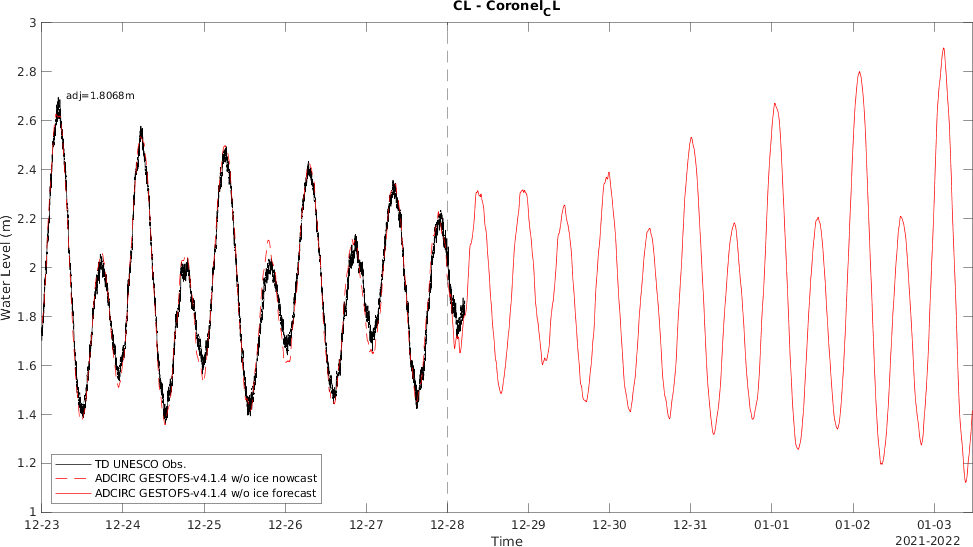 CL - Coronel_CL
adj=1.8068m
3
2.8
2.6
2.4
2.2
2
1.8
1.6
1.4
1.2
1
Water Level (m)
TD UNESCO Obs.
ADCIRC GESTOFS-v4.1.4 w/o ice nowcast
ADCIRC GESTOFS-v4.1.4 w/o ice forecast
12-23 12-24 12-25 12-26 12-27 12-28 12-29 12-30 12-31 01-01 01-02 01-03
Time
2021-2022